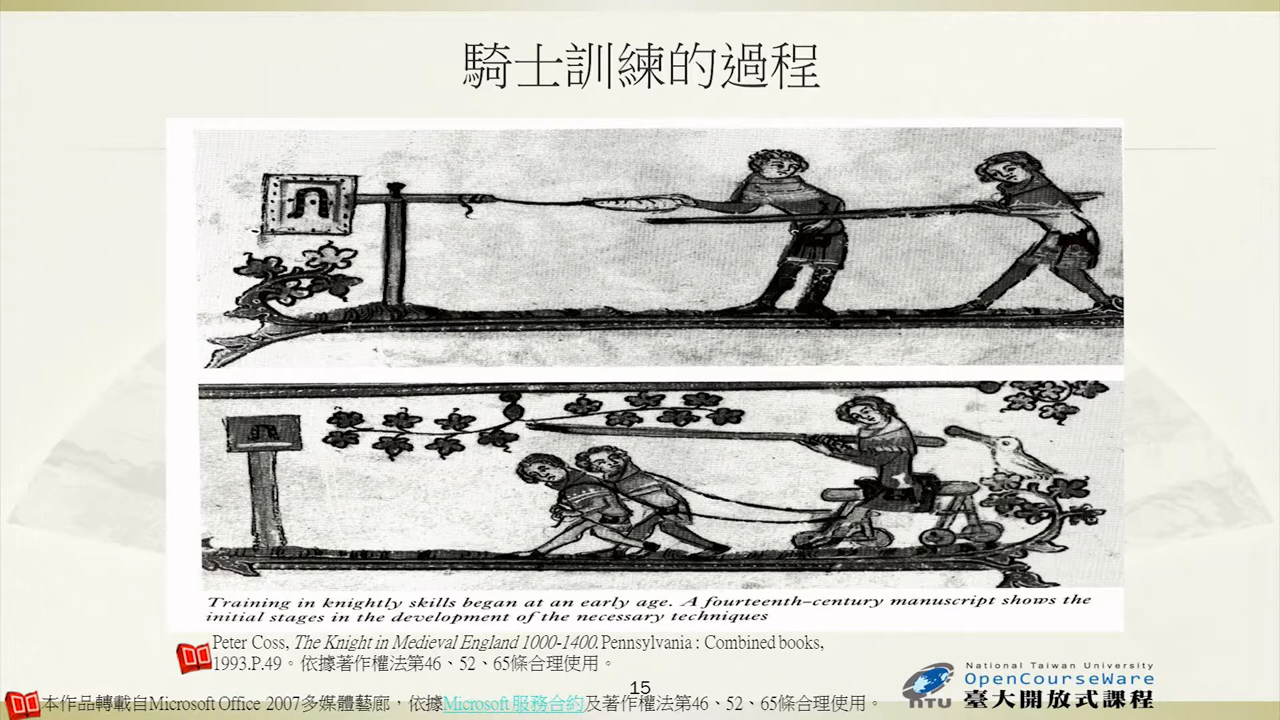 騎士訓練的過程
Training in knightly skills began at an early age. A fourteenth-century manuscript shows the
initial stages in the development of the necessary techniques
Peter Coss, The Knight in Medieval England 1000-1400.Pennsylvania : Combined books,
1993.P.49。依據著作權法第46、52、65條合理使用。
15
本作品轉載自Microsoft Office 2007多媒體藝廊，依據Microsoft 服務合約及著作權法第46、52、65條合理使用。
National Taiwan University
OpenCourseWare
NTU 臺大開放式課程